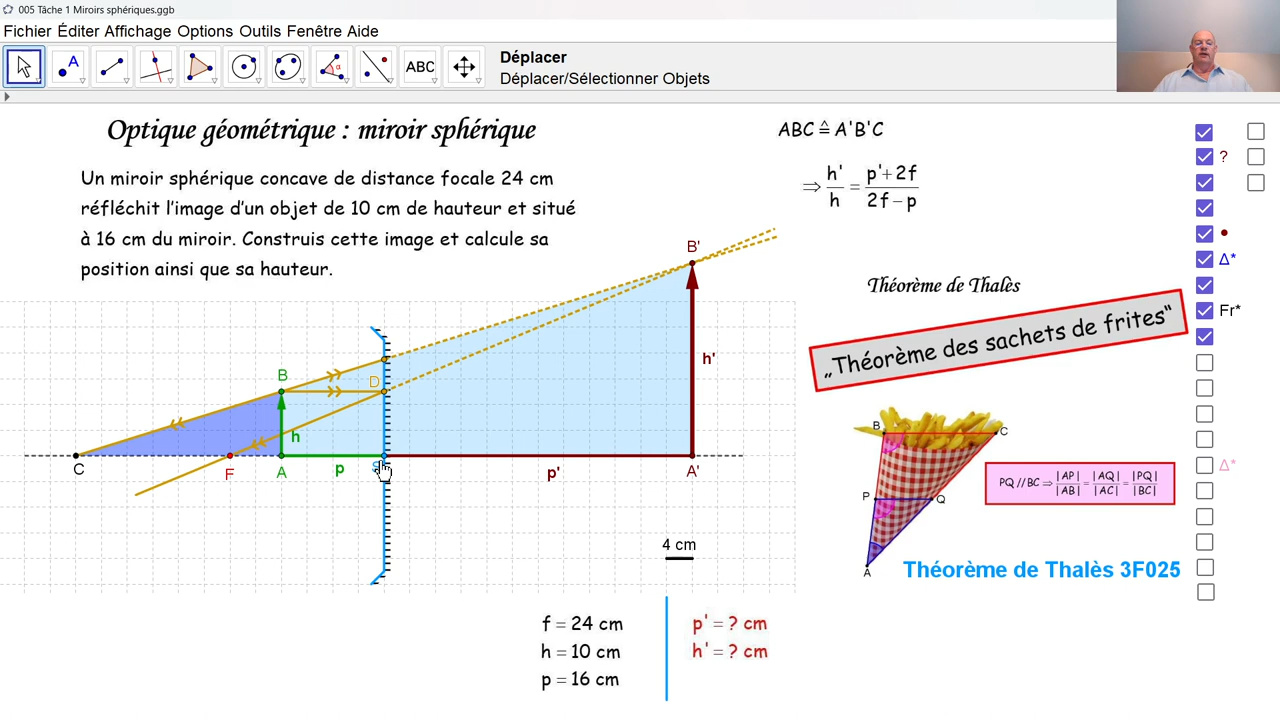 005 Tâche 1 Miroirs sphériques.ggb
Fichier Éditer Affichage Options Outils Fenêtre Aide
A
α
ABC
Déplacer
Déplacer/Sélectionner Objets
Optique géométrique : miroir sphérique
Un miroir sphérique concave de distance focale 24 cm
réfléchit l'image d'un objet de 10 cm de hauteur et situé
à 16 cm du miroir. Construis cette image et calcule sa
position ainsi que sa hauteur.
ABC ≙ A'B'C
⇒ h'/h = (p'+2f)/(2f−p)
?
Δ*
Fr*
Δ*
Théorème de Thalès
„Théorème des sachets de frites“
B'
B
D
h'
h
C
F
A
p
p'
A'
4 cm
B
C
P
Q
A
PQ//BC ⇒ |AP|/|AB| = |AQ|/|AC| = |PQ|/|BC|
Théorème de Thalès 3F025
f = 24 cm
h = 10 cm
p = 16 cm
p' = ? cm
h' = ? cm